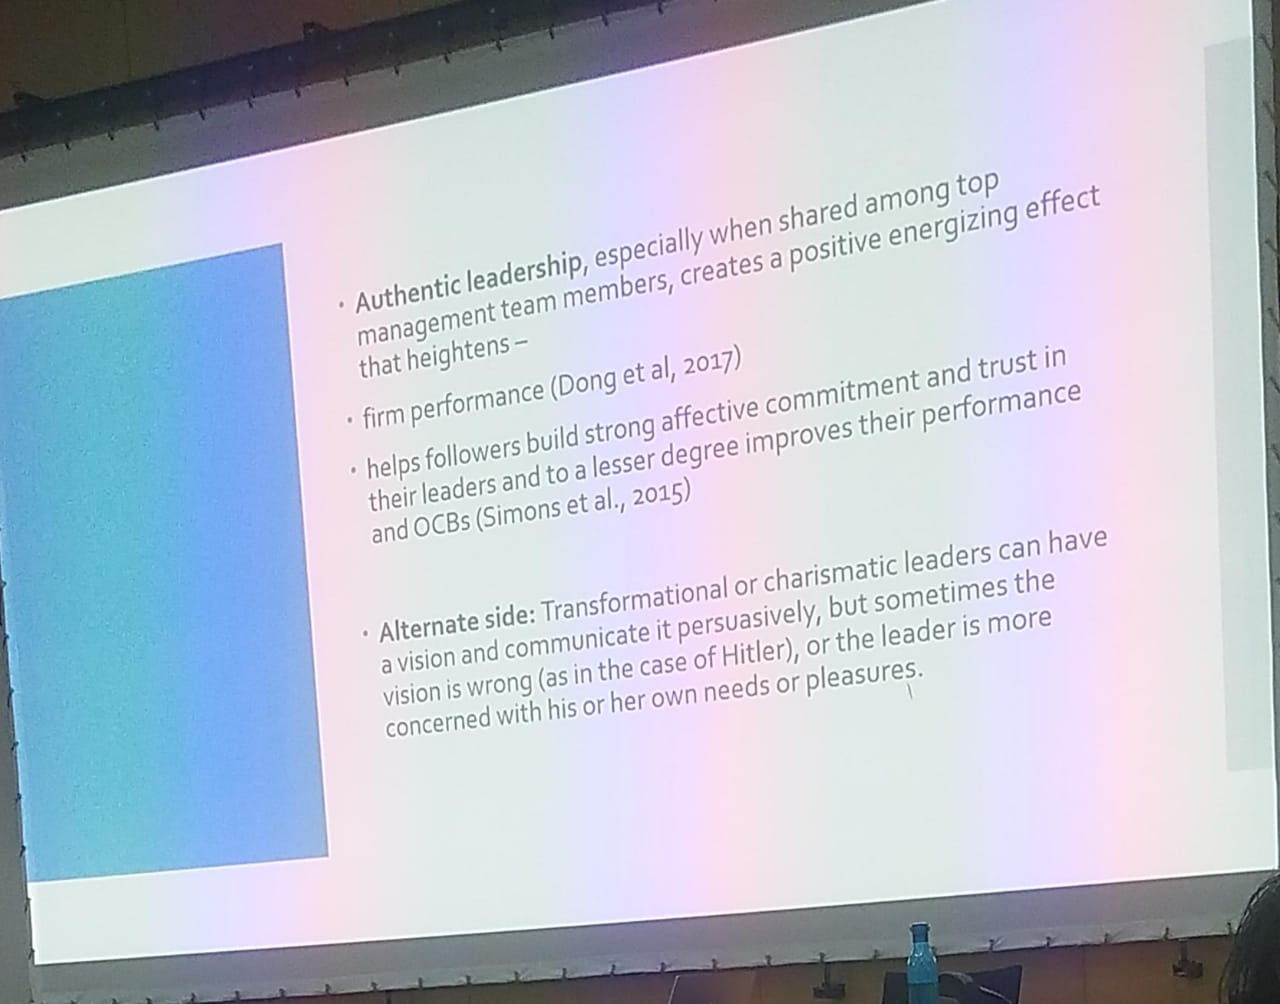 • Authentic leadership, especially when shared among top
management team members, creates a positive energizing effect
that heightens –
• firm performance (Dong et al, 2017)
• helps followers build strong affective commitment and trust in
their leaders and to a lesser degree improves their performance
and OCBs (Simons et al., 2015)
• Alternate side: Transformational or charismatic leaders can have
a vision and communicate it persuasively, but sometimes the
vision is wrong (as in the case of Hitler), or the leader is more
concerned with his or her own needs or pleasures.